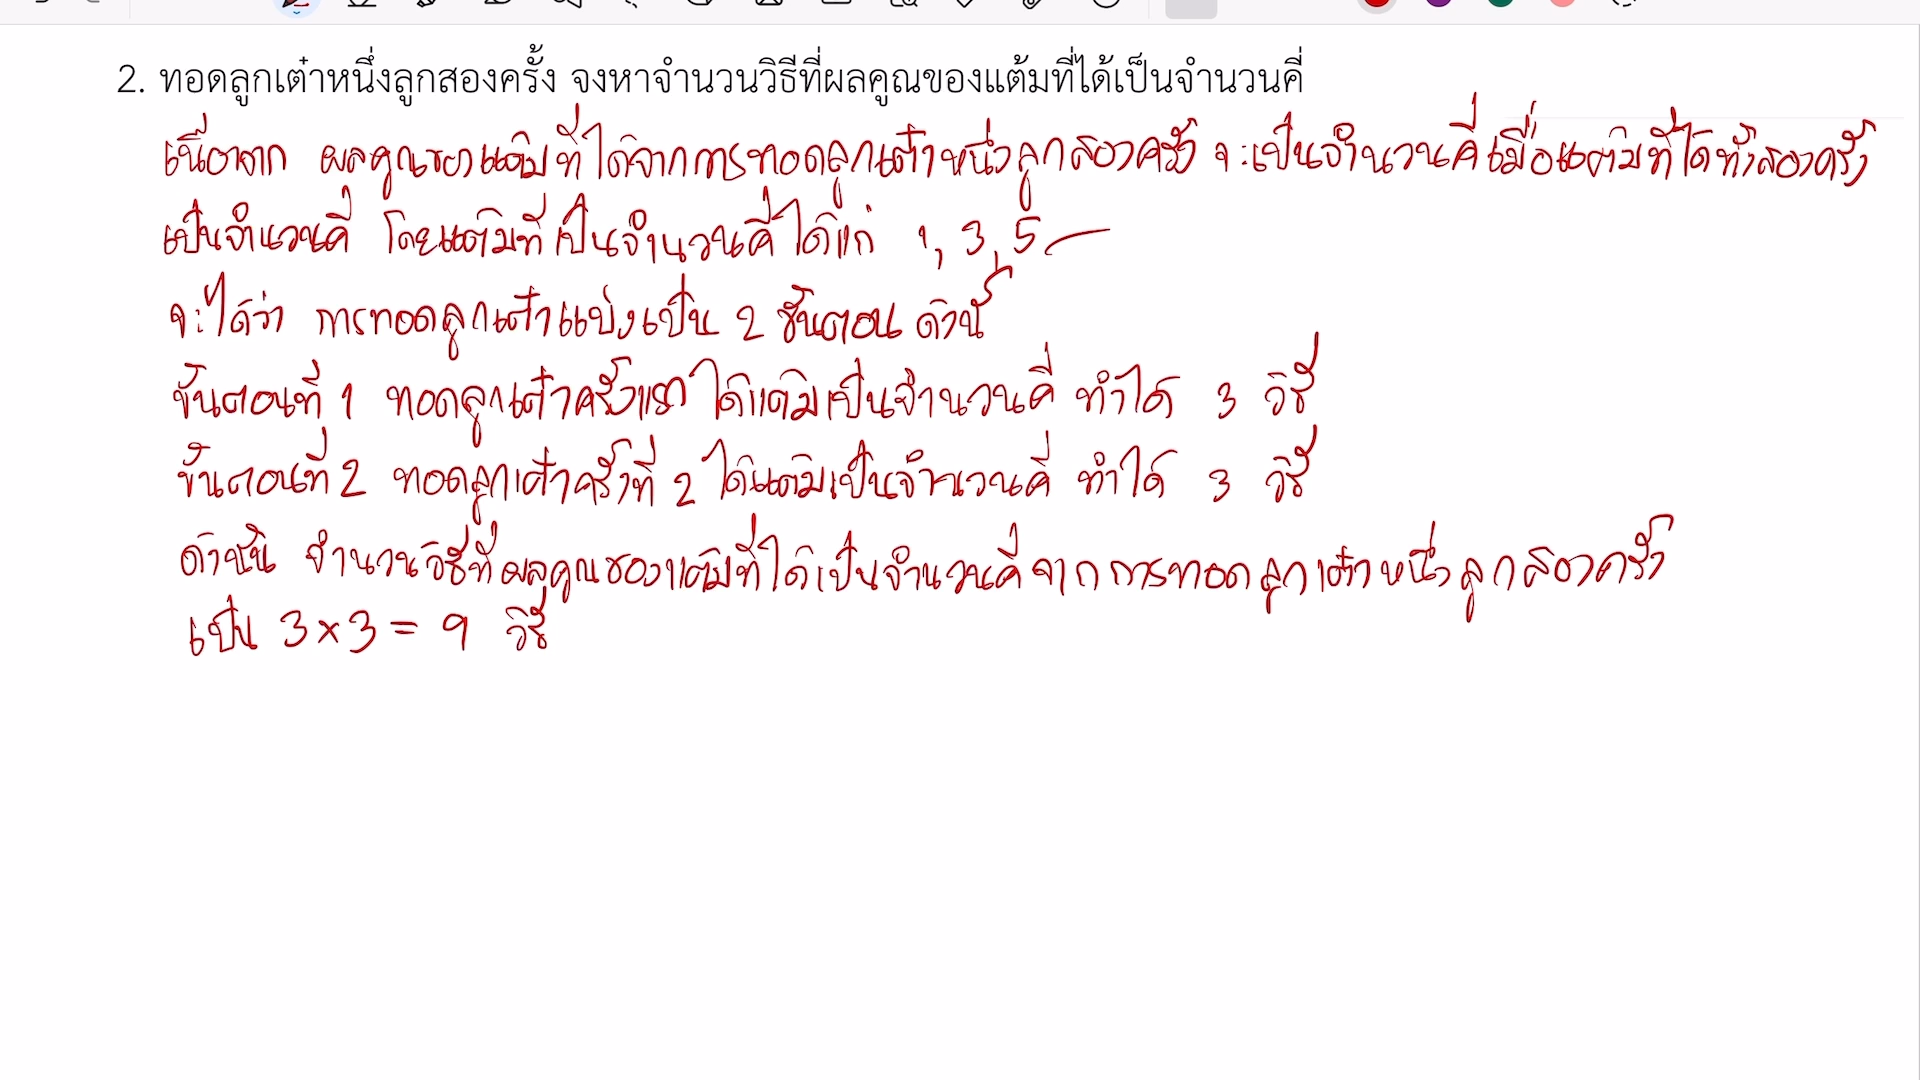 2. ทอดลูกเต๋าหนึ่งลูกสองครั้ง จงหาจำนวนวิธีที่ผลคูณของแต้มที่ได้เป็นจำนวนคี่
เนื่องจาก ผลคูณของแต้มที่ได้จากการทอดลูกเต๋าหนึ่งลูกสองครั้ง จะเป็นจำนวนคี่เมื่อแต้มที่ได้ทั้งสองครั้ง
เป็นจำนวนคี่ โดยแต้มที่เป็นจำนวนคี่ได้แก่ 1, 3, 5
จะได้ว่า การทอดลูกเต๋าแบ่งเป็น 2 ขั้นตอน ดังนี้
ขั้นตอนที่ 1 ทอดลูกเต๋าครั้งแรก ได้แต้มเป็นจำนวนคี่ ทำได้ 3 วิธี
ขั้นตอนที่ 2 ทอดลูกเต๋าครั้งที่ 2 ได้แต้มเป็นจำนวนคี่ ทำได้ 3 วิธี
ดังนั้น จำนวนวิธีที่ผลคูณของแต้มที่ได้เป็นจำนวนคี่จากการทอดลูกเต๋าหนึ่งลูกสองครั้ง
เป็น 3 × 3 = 9 วิธี